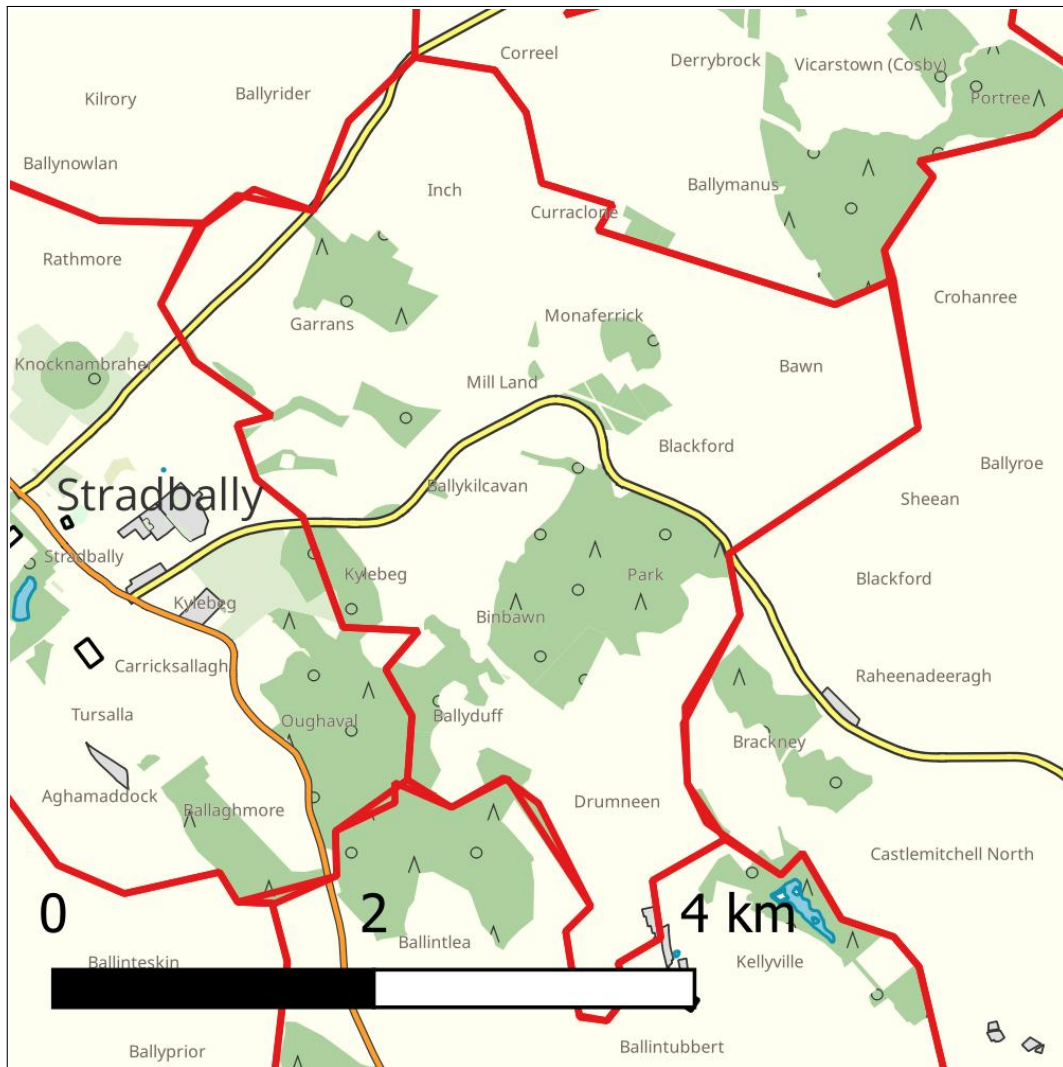 Correel
Derrybrock
Vicarstown (Cosby)
Kilrory
Ballyrider
Portree
Ballynowlan
Inch
Ballymanus
Curraclone
Rathmore
Crohanree
Garrans
Monaferrick
Knocknambraher
Bawn
Mill Land
Blackford
Ballyroe
Stradbally
Ballykilcavan
Sheean
Stradbally
Kylebeg
Park
Blackford
Kylebeg
Binbawn
Carricksallagh
Raheenadeeragh
Tursalla
Oughaval
Ballyduff
Brackney
Aghamaddock
Ballaghmore
Drumneen
Castlemitchell North
0
2
4 km
Ballintlea
Ballinteskin
Kellyville
Ballyprior
Ballintubbert